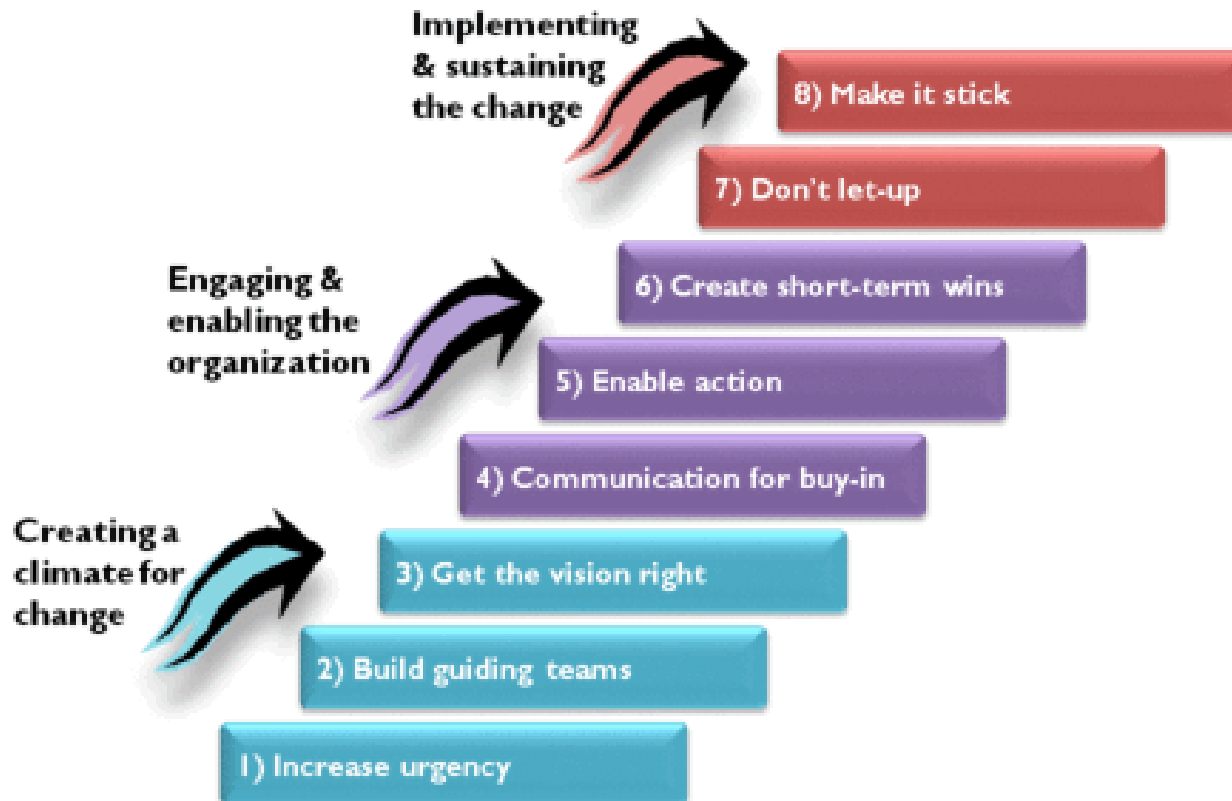 Implementing
& sustaining
the change
8) Make it stick
7) Don't let-up
Engaging &
enabling the
organization
6) Create short-term wins
5) Enable action
4) Communication for buy-in
Creating a
climate for
change
3) Get the vision right
2) Build guiding teams
1) Increase urgency